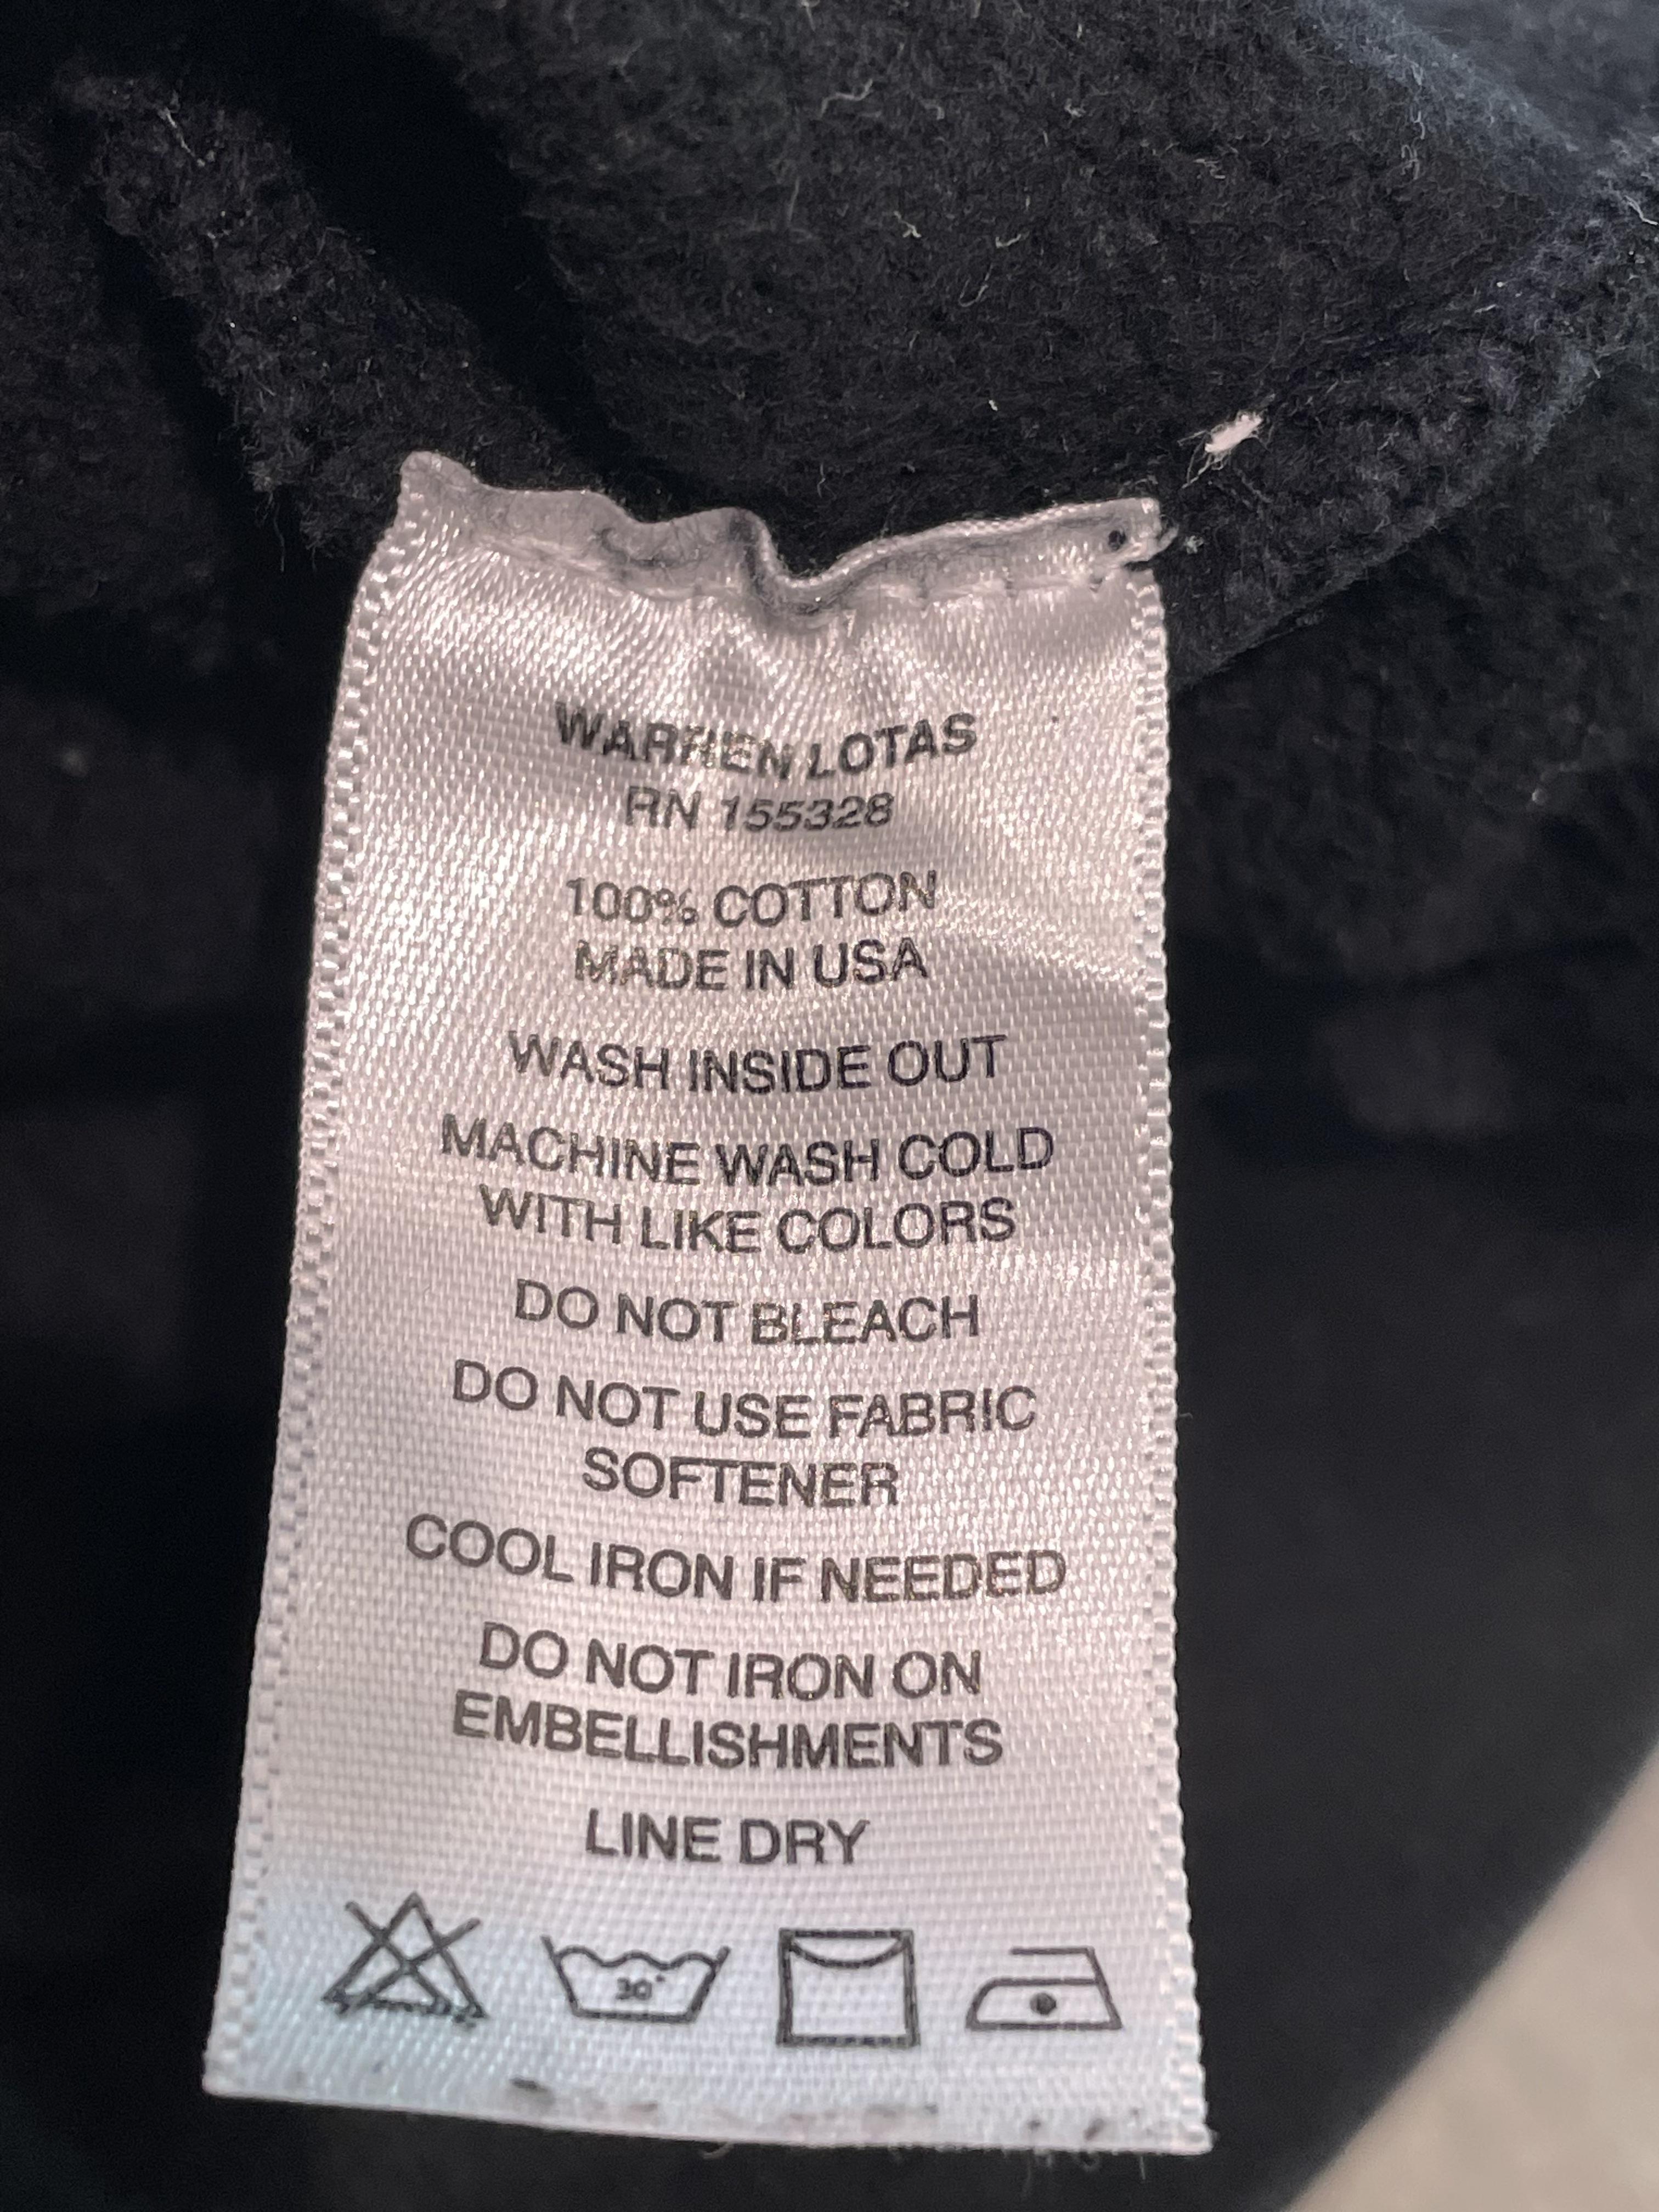 WARREN LOTAS
RN 155328
100% COTTON
MADE IN USA
WASH INSIDE OUT
MACHINE WASH COLD
WITH LIKE COLORS
DO NOT BLEACH
DO NOT USE FABRIC
SOFTENER
COOL IRON IF NEEDED
DO NOT IRON ON
EMBELLISHMENTS
LINE DRY
30°